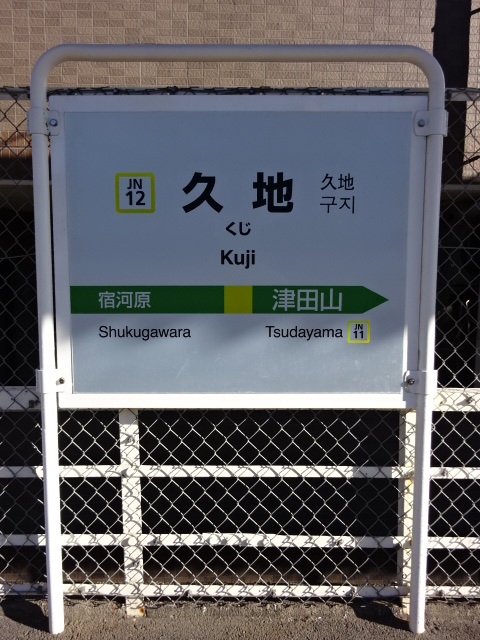 JN
12
久地
久地
구지
くじ
Kuji
宿河原
津田山
Shukugawara
Tsudayama
JN
11